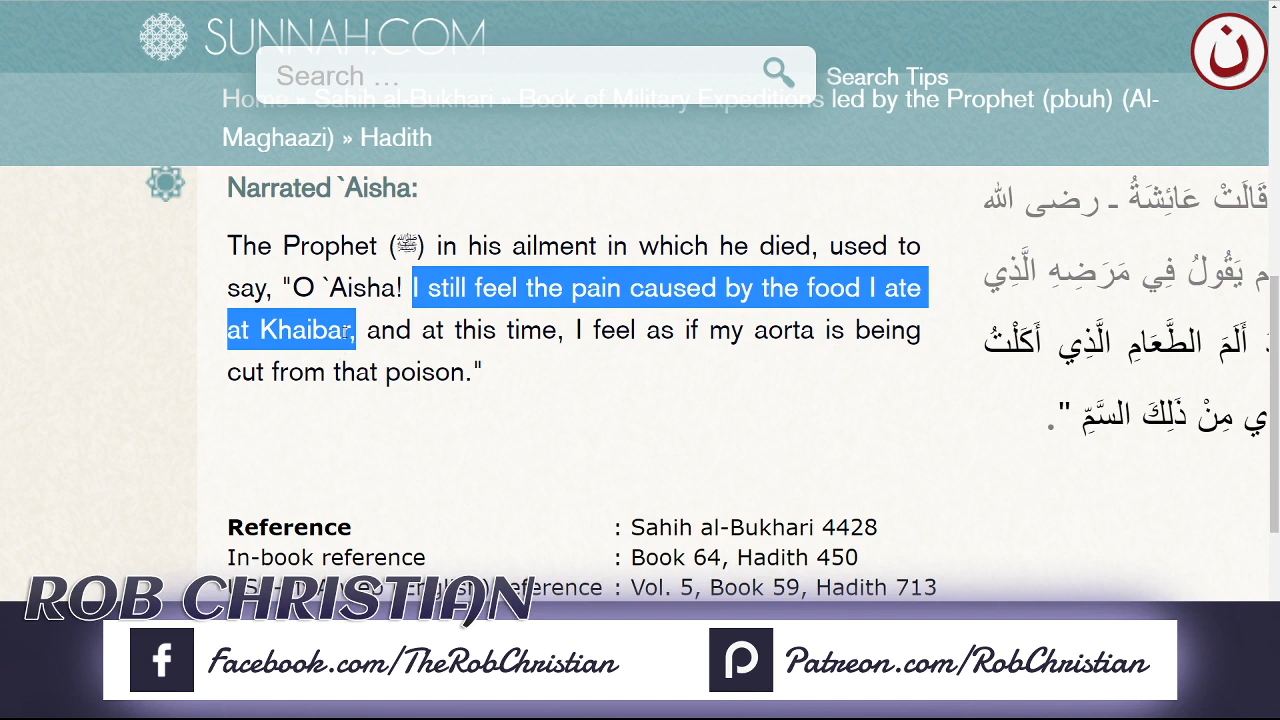 SUNNAH.COM
ن
Search ...
Search Tips
Home » Sahih al-Bukhari » Book of Military Expeditions led by the Prophet (pbuh) (Al-
Maghaazi) » Hadith
Narrated `Aisha:
The Prophet (ﷺ) in his ailment in which he died, used to
say, "O `Aisha! I still feel the pain caused by the food I ate
at Khaibar, and at this time, I feel as if my aorta is being
cut from that poison."
قَالَتْ عَائِشَةُ ـ رضى الله
م يَقُولُ فِي مَرَضِهِ الَّذِي
أَلَمَ الطَّعَامِ الَّذِي أَكَلْتُ
ي مِنْ ذَلِكَ السَّمِّ ‏"‏‏.‏
Reference : Sahih al-Bukhari 4428
In-book reference : Book 64, Hadith 450
reference : Vol. 5, Book 59, Hadith 713
ROB CHRISTIAN
Facebook.com/TheRobChristian
Patreon.com/RobChristian